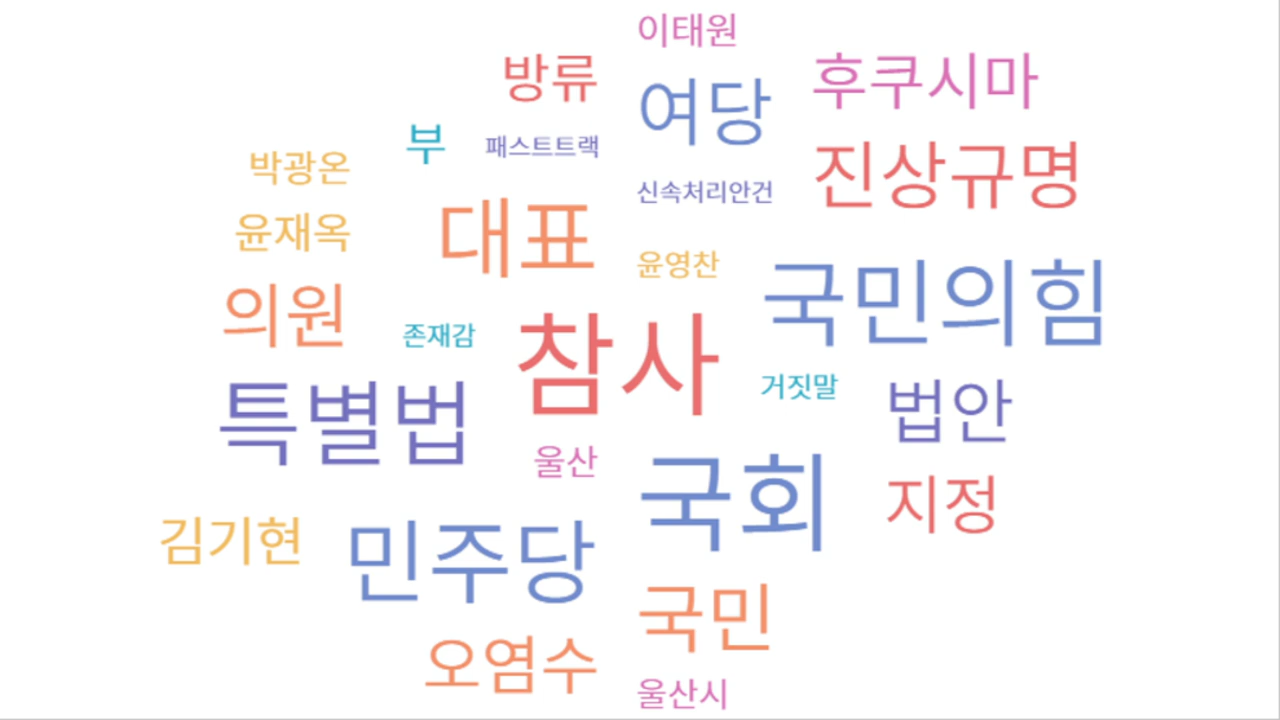 이태원
방류
여당
후쿠시마
부
패스트트랙
박광온
진상규명
신속처리안건
윤재옥
대표
윤영찬
국민의힘
의원
존재감
참사
거짓말
특별법
법안
울산
국회
지정
김기현
민주당
국민
오염수
울산시